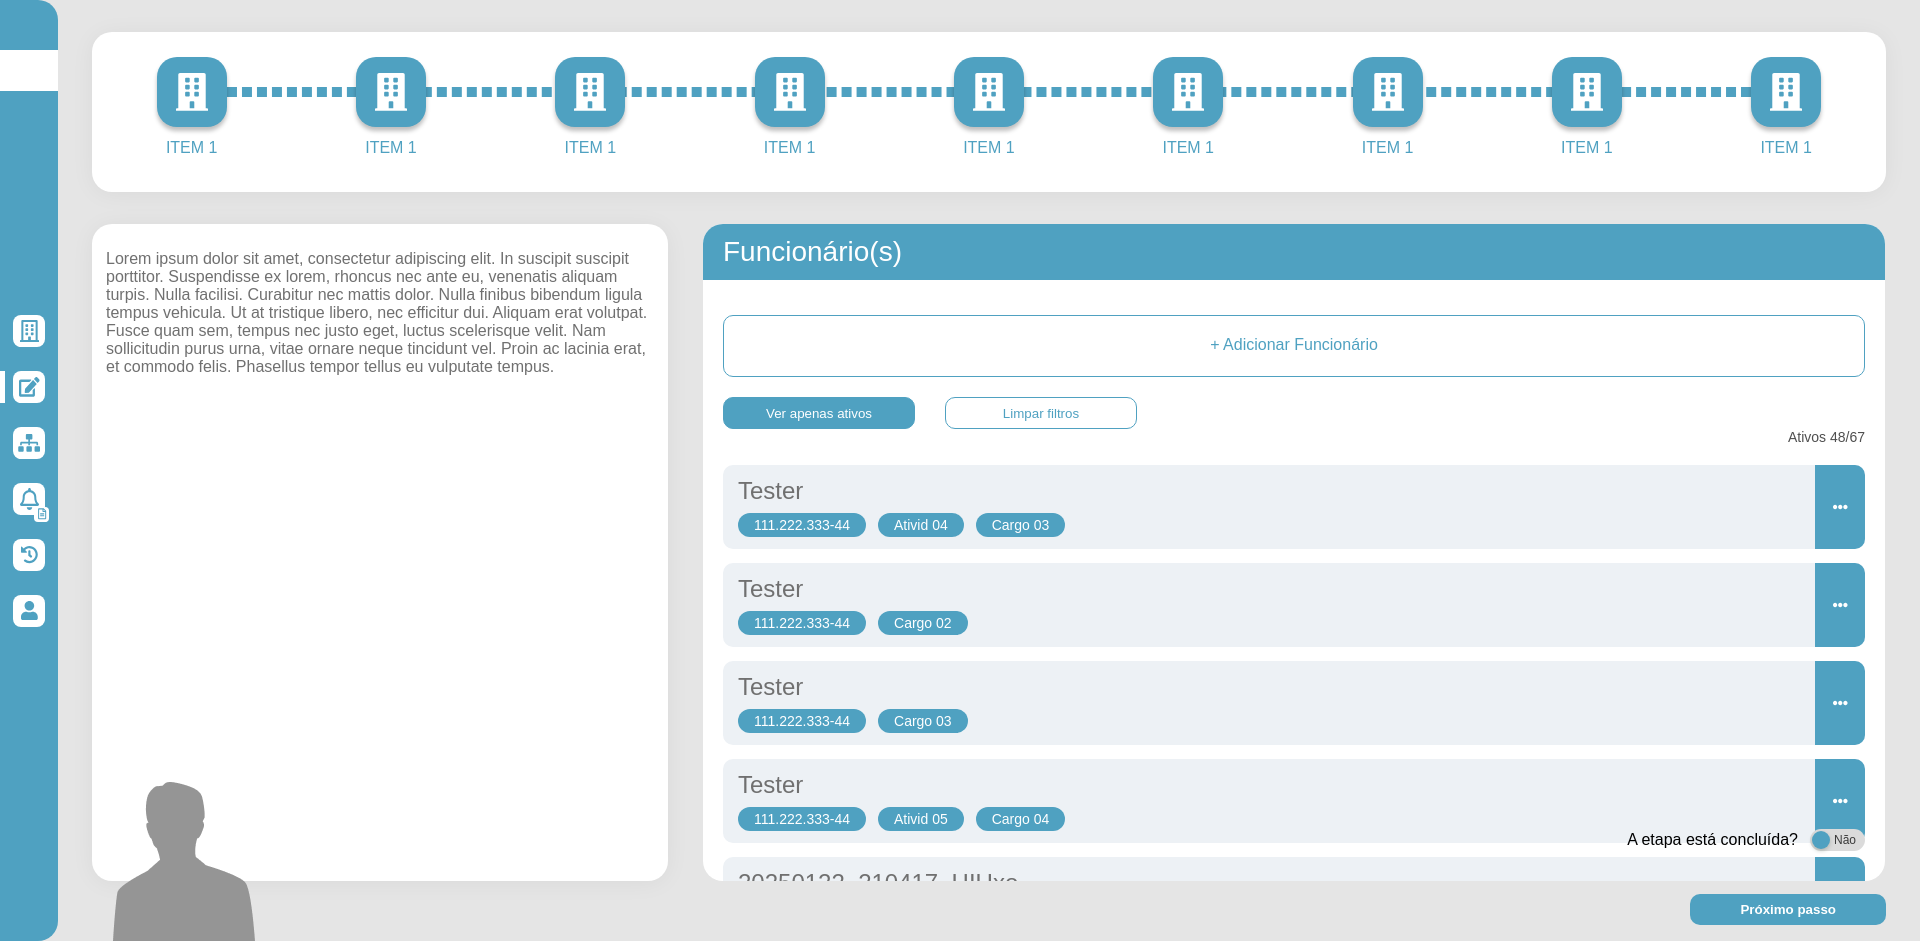 ITEM 1 ITEM 1 ITEM 1 ITEM 1 ITEM 1 ITEM 1 ITEM 1 ITEM 1 ITEM 1
Lorem ipsum dolor sit amet, consectetur adipiscing elit. In suscipit suscipit
porttitor. Suspendisse ex lorem, rhoncus nec ante eu, venenatis aliquam
turpis. Nulla facilisi. Curabitur nec mattis dolor. Nulla finibus bibendum ligula
tempus vehicula. Ut at tristique libero, nec efficitur dui. Aliquam erat volutpat.
Fusce quam sem, tempus nec justo eget, luctus scelerisque velit. Nam
sollicitudin purus urna, vitae ornare neque tincidunt vel. Proin ac lacinia erat,
et commodo felis. Phasellus tempor tellus eu vulputate tempus.
Funcionário(s)
+ Adicionar Funcionário
Ver apenas ativos Limpar filtros
Ativos 48/67
Tester
111.222.333-44 Ativid 04 Cargo 03
Tester
111.222.333-44 Cargo 02
Tester
111.222.333-44 Cargo 03
Tester
111.222.333-44 Ativid 05 Cargo 04
A etapa está concluída? Não
Próximo passo